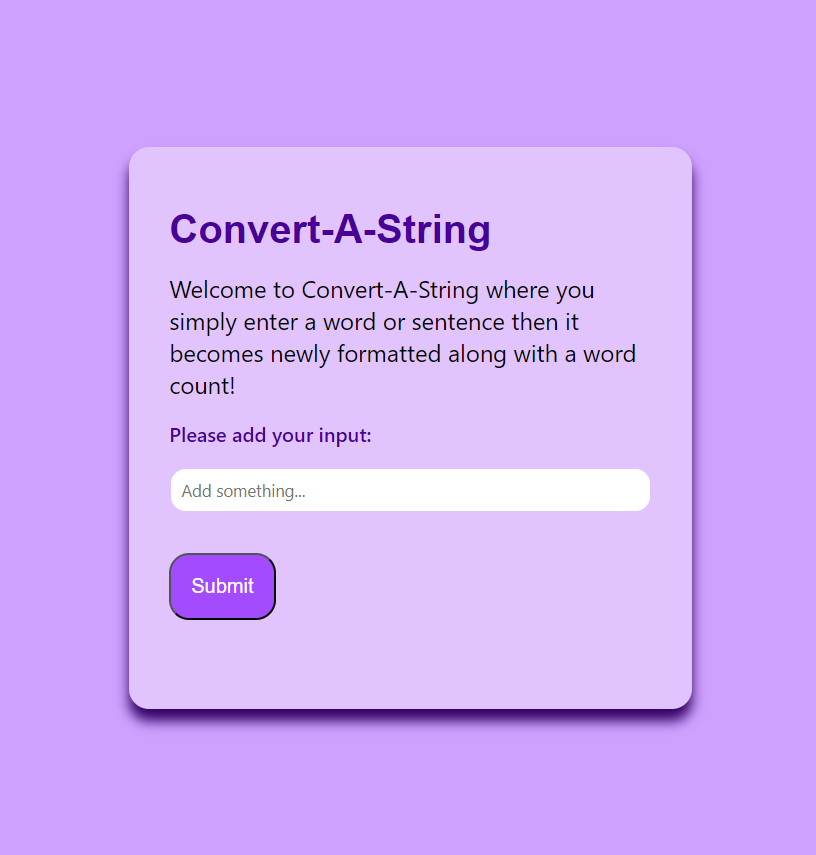 Convert-A-String
Welcome to Convert-A-String where you
simply enter a word or sentence then it
becomes newly formatted along with a word
count!
Please add your input:
Add something...
Submit